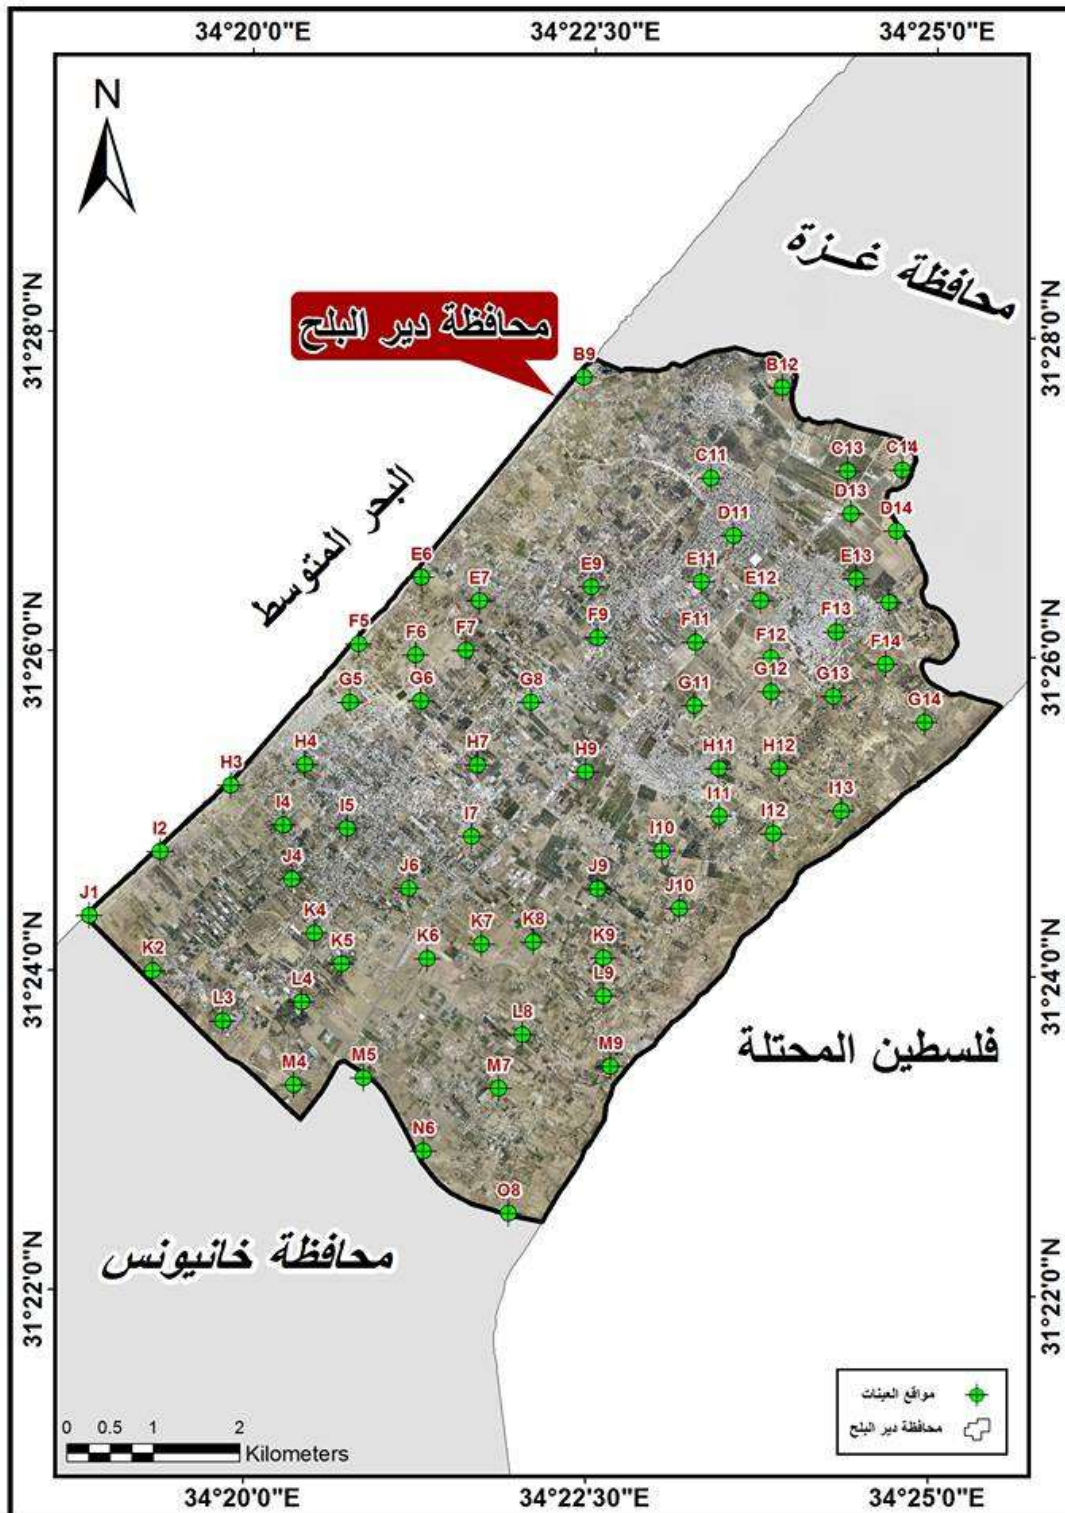 34°20'0"E
34°22'30"E
34°25'0"E
N
محافظة غـزة
31°28'0"N
31°28'0"N
محافظة دير البلح
B9
B12
C11
C13
C14
D13
D11
D14
البحر المتوسط
E6
E7
E9
E11
E12
E13
F5
F6
F7
F9
F11
F12
F13
F14
31°26'0"N
31°26'0"N
G5
G6
G8
G11
G12
G13
G14
H3
H4
H7
H9
H11
H12
I2
I4
I5
I7
I10
I11
I12
I13
J1
J4
J6
J9
J10
K2
K4
K5
K6
K7
K8
K9
31°24'0"N
31°24'0"N
L3
L4
L8
L9
M4
M5
M7
M9
فلسطين المحتلة
N6
O8
محافظة خانيونس
31°22'0"N
31°22'0"N
مواقع العينات
محافظة دير البلح
0 0.5 1 2
Kilometers
34°20'0"E
34°22'30"E
34°25'0"E